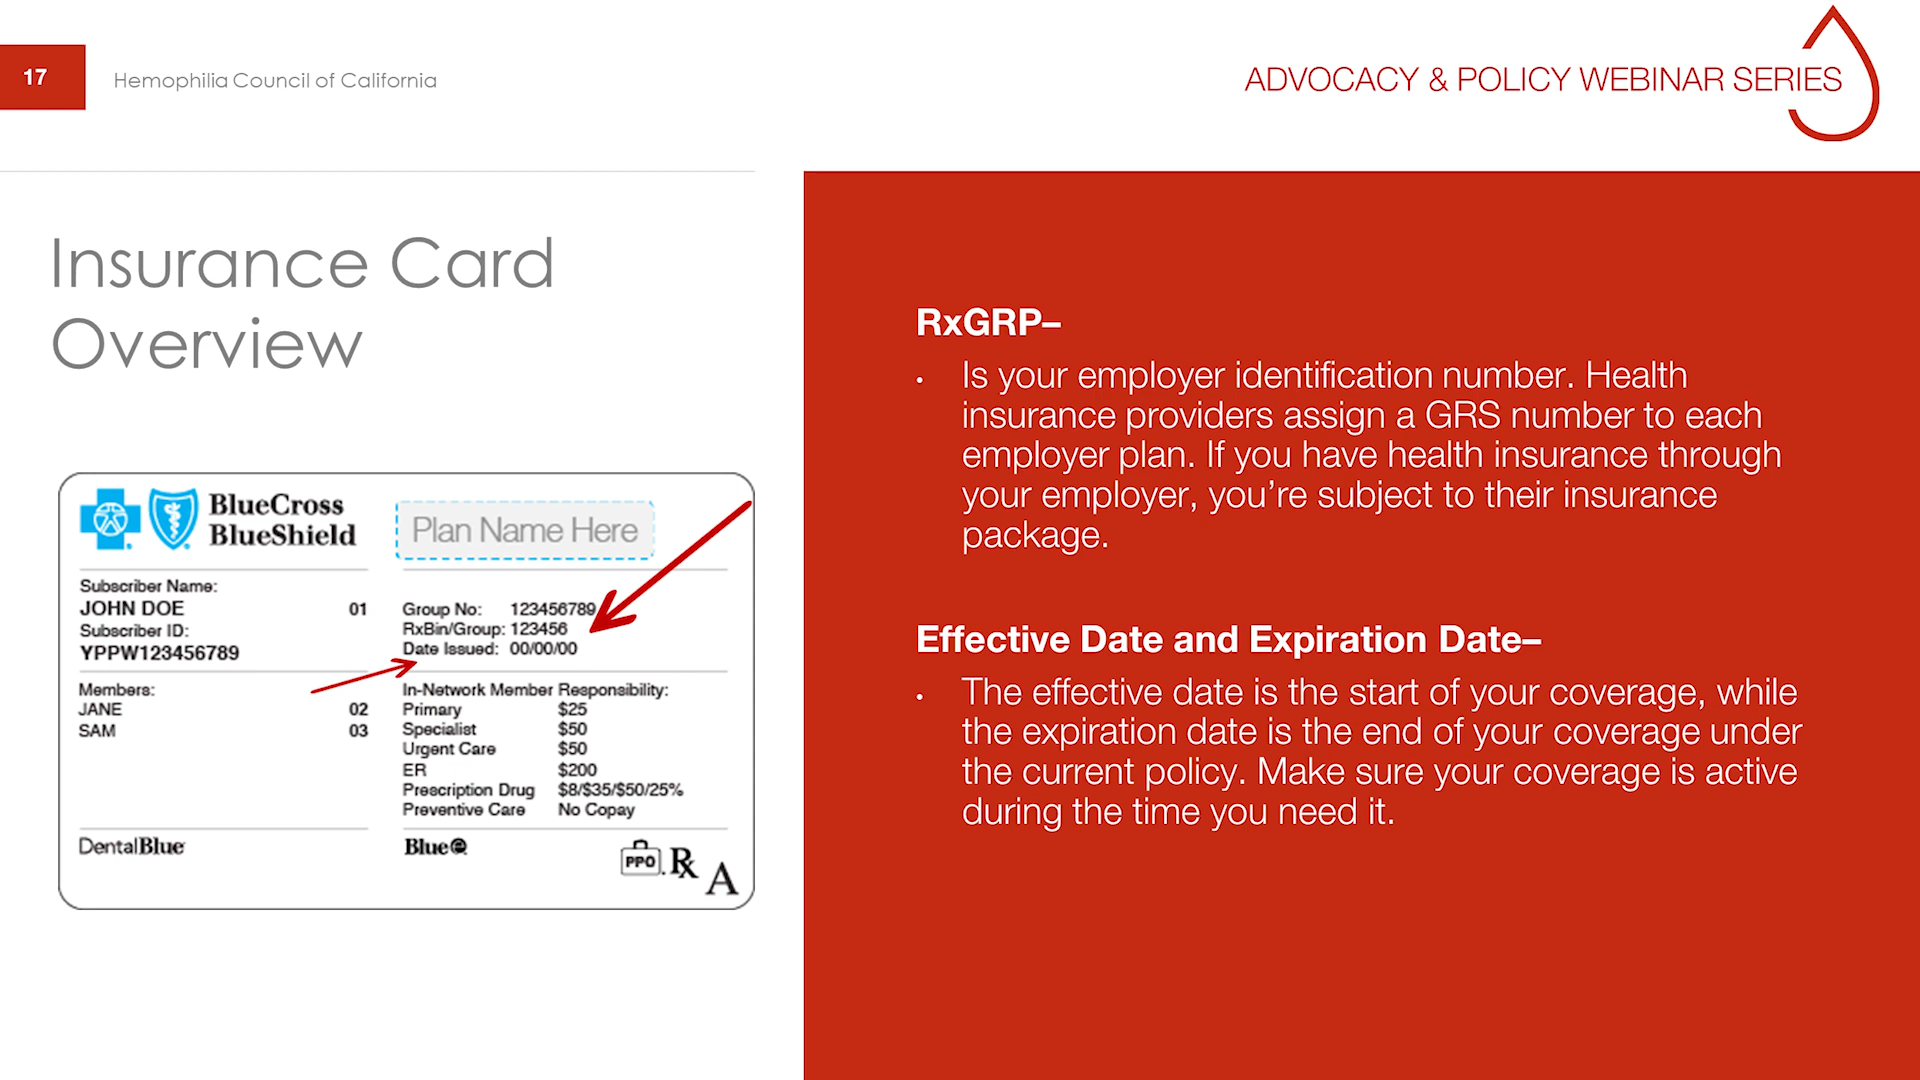 17
Hemophilia Council of California
ADVOCACY & POLICY WEBINAR SERIES
Insurance Card
Overview
BlueCross
BlueShield
Plan Name Here
Subscriber Name:
JOHN DOE 01
Subscriber ID:
YPPW123456789
Group No: 123456789
RxBin/Group: 123456
Date Issued: 00/00/00
Members:
JANE 02
SAM 03
In-Network Member Responsibility:
Primary $25
Specialist $50
Urgent Care $50
ER $200
Prescription Drug $8/$35/$50/25%
Preventive Care No Copay
DentalBlue
Blue e
PPO Rx A
RxGRP–
• Is your employer identification number. Health
insurance providers assign a GRS number to each
employer plan. If you have health insurance through
your employer, you’re subject to their insurance
package.
Effective Date and Expiration Date–
• The effective date is the start of your coverage, while
the expiration date is the end of your coverage under
the current policy. Make sure your coverage is active
during the time you need it.